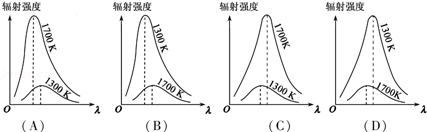 辐射强度 辐射强度 辐射强度 辐射强度
1700 K 1300 K 1700K 1300 K
1300 K 1700 K 1300 K 1700K
O λ O λ O λ O λ
(A) (B) (C) (D)